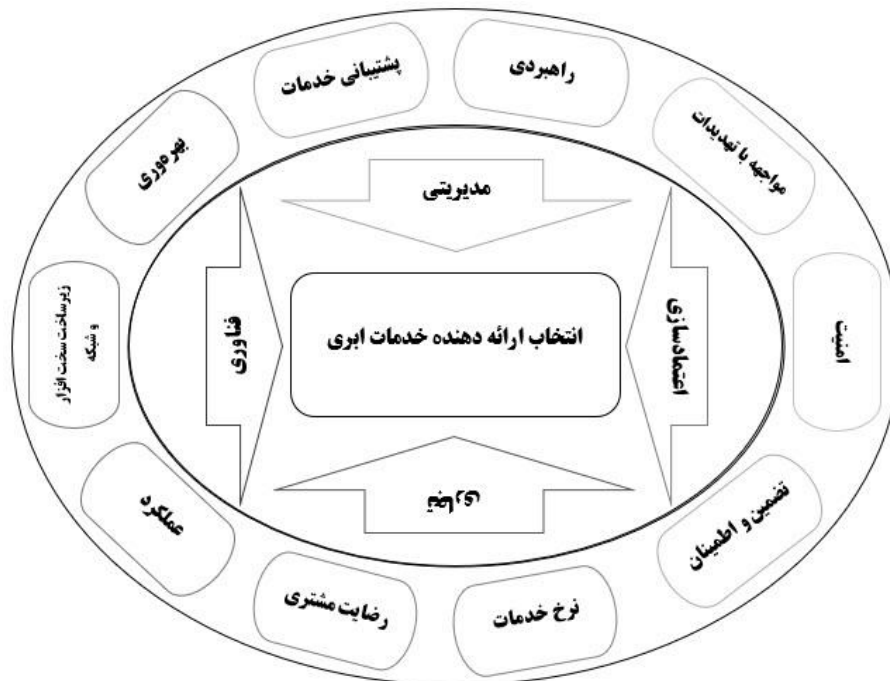 راهبردی
پشتیبانی خدمات
مواجهه با تهدیدات
بهره‌وری
مدیریتی
امنیت
اعتمادسازی
انتخاب ارائه دهنده خدمات ابری
فناوری
زیرساخت سخت افزار
و شبکه
تجاری
تضمین و اطمینان
عملکرد
نرخ خدمات
رضایت مشتری